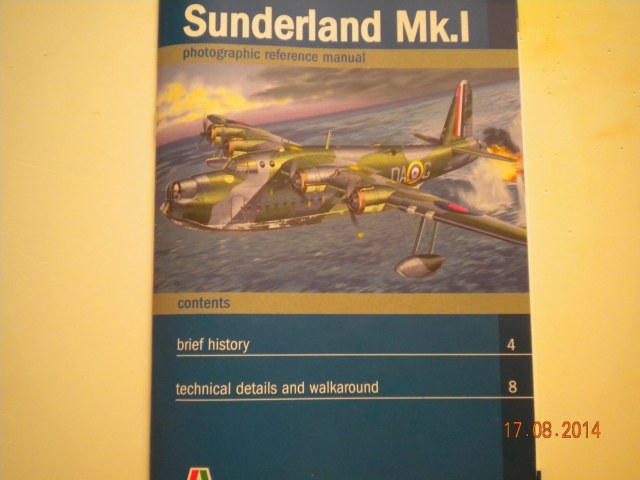 Sunderland Mk.I
photographic reference manual
DA G
contents
brief history 4
technical details and walkaround 8
17.08.2014